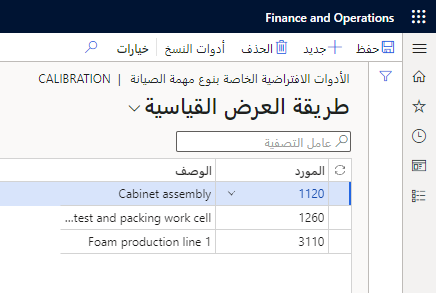 Finance and Operations
حفظ جديد الحذف أدوات النسخ خيارات
الأدوات الافتراضية الخاصة بنوع مهمة الصيانة | CALIBRATION
طريقة العرض القياسية
عامل التصفية
المورد الوصف
1120 Cabinet assembly
1260 ...test and packing work cell
3110 Foam production line 1